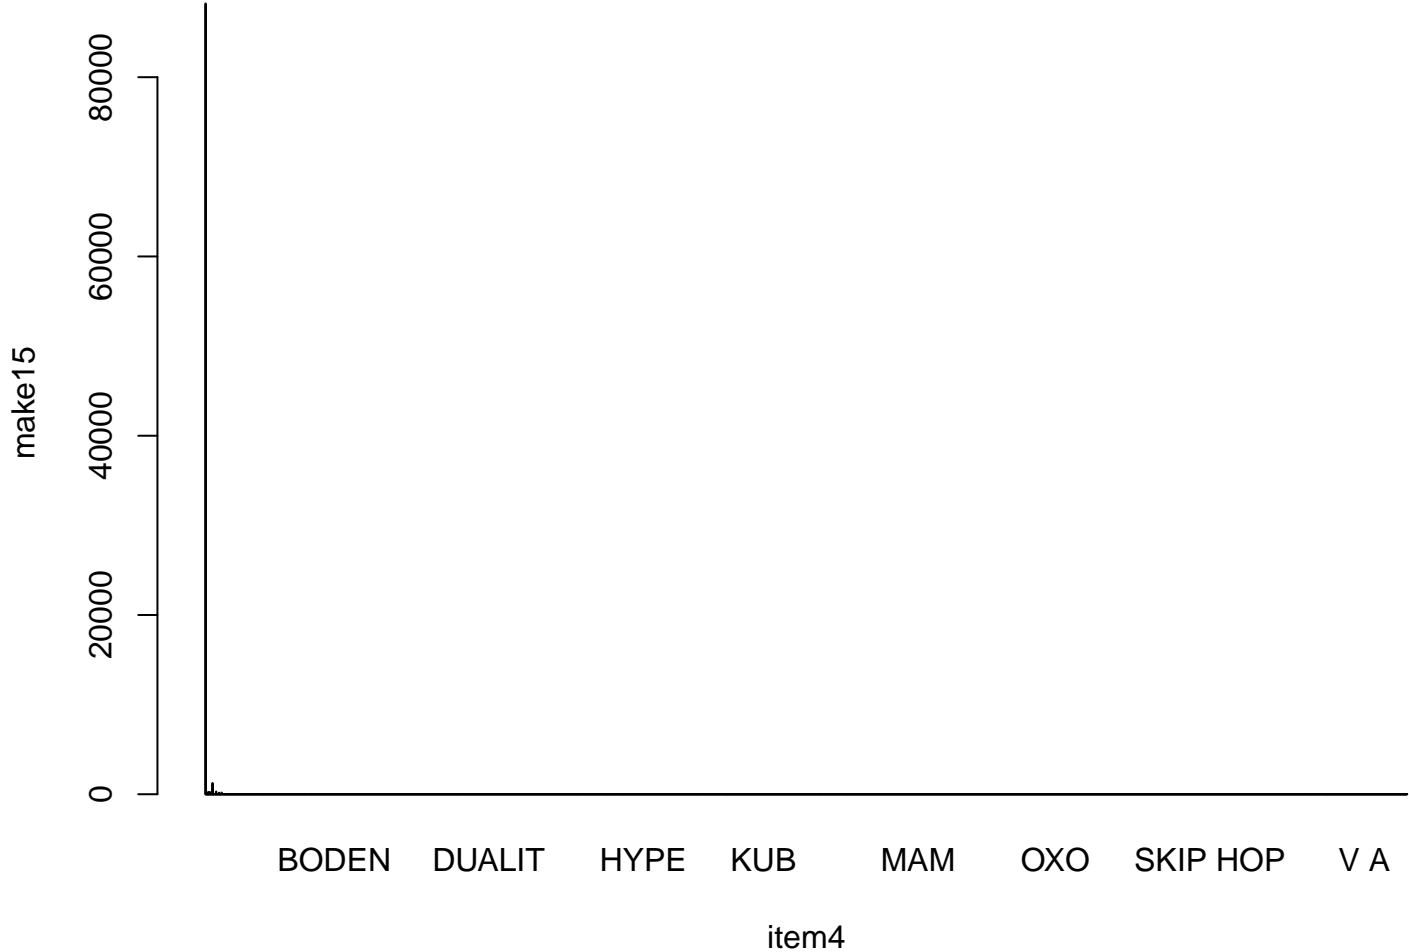 80000
60000
40000
20000
0
make15
BODEN DUALIT HYPE KUB MAM OXO SKIP HOP V A
item4